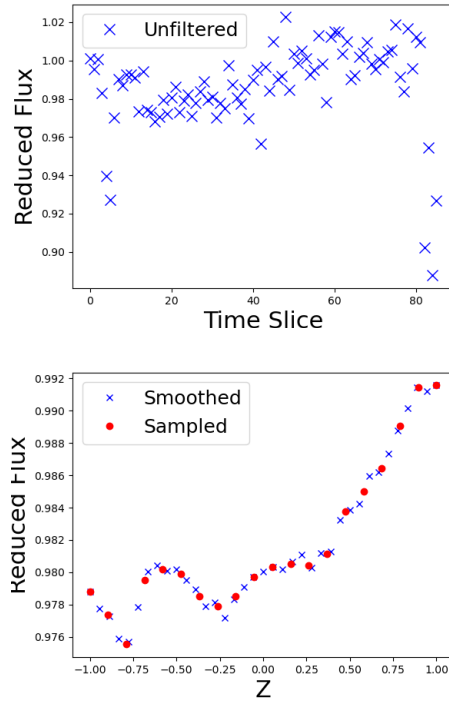 1.02
1.00
0.98
0.96
0.94
0.92
0.90
Reduced Flux
Unfiltered
0 20 40 60 80
Time Slice
0.992
0.990
0.988
0.986
0.984
0.982
0.980
0.978
0.976
Reduced Flux
Smoothed
Sampled
−1.00 −0.75 −0.50 −0.25 0.00 0.25 0.50 0.75 1.00
Z